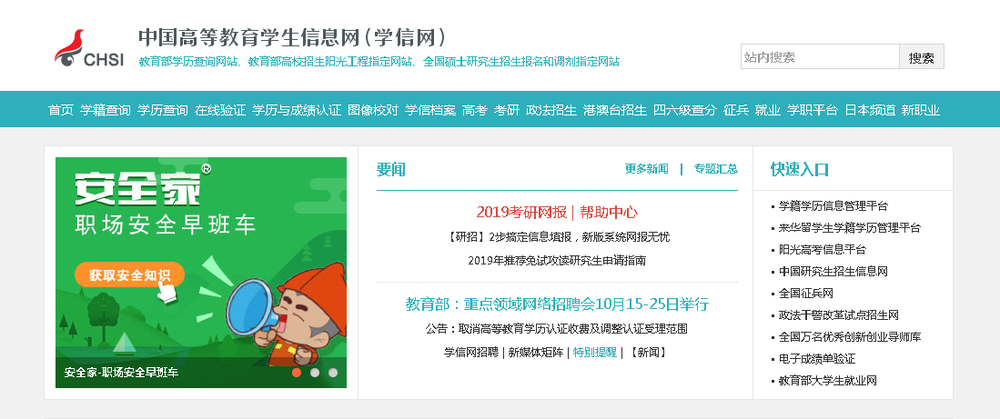 CHSI
中国高等教育学生信息网(学信网)
教育部学历查询网站、教育部高校招生阳光工程指定网站、全国硕士研究生招生报名和调剂指定网站
站内搜索 搜索
首页 学籍查询 学历查询 在线验证 学历与成绩认证 图像校对 学信档案 高考 考研 政法招生 港澳台招生 四六级查分 征兵 就业 学职平台 日本频道 新职业
安全家®
职场安全早班车
获取安全知识
安全家-职场安全早班车
要闻 更多新闻 | 专题汇总
2019考研网报 | 帮助中心
【研招】2步搞定信息填报，新版系统网报无忧
2019年推荐免试攻读研究生申请指南
教育部：重点领域网络招聘会10月15-25日举行
公告：取消高等教育学历认证收费及调整认证受理范围
学信网招聘 | 新媒体矩阵 | 特别提醒 | 【新闻】
快速入口
学籍学历信息管理平台
来华留学生学籍学历管理平台
阳光高考信息平台
中国研究生招生信息网
全国征兵网
政法干警改革试点招生网
全国万名优秀创新创业导师库
电子成绩单验证
教育部大学生就业网